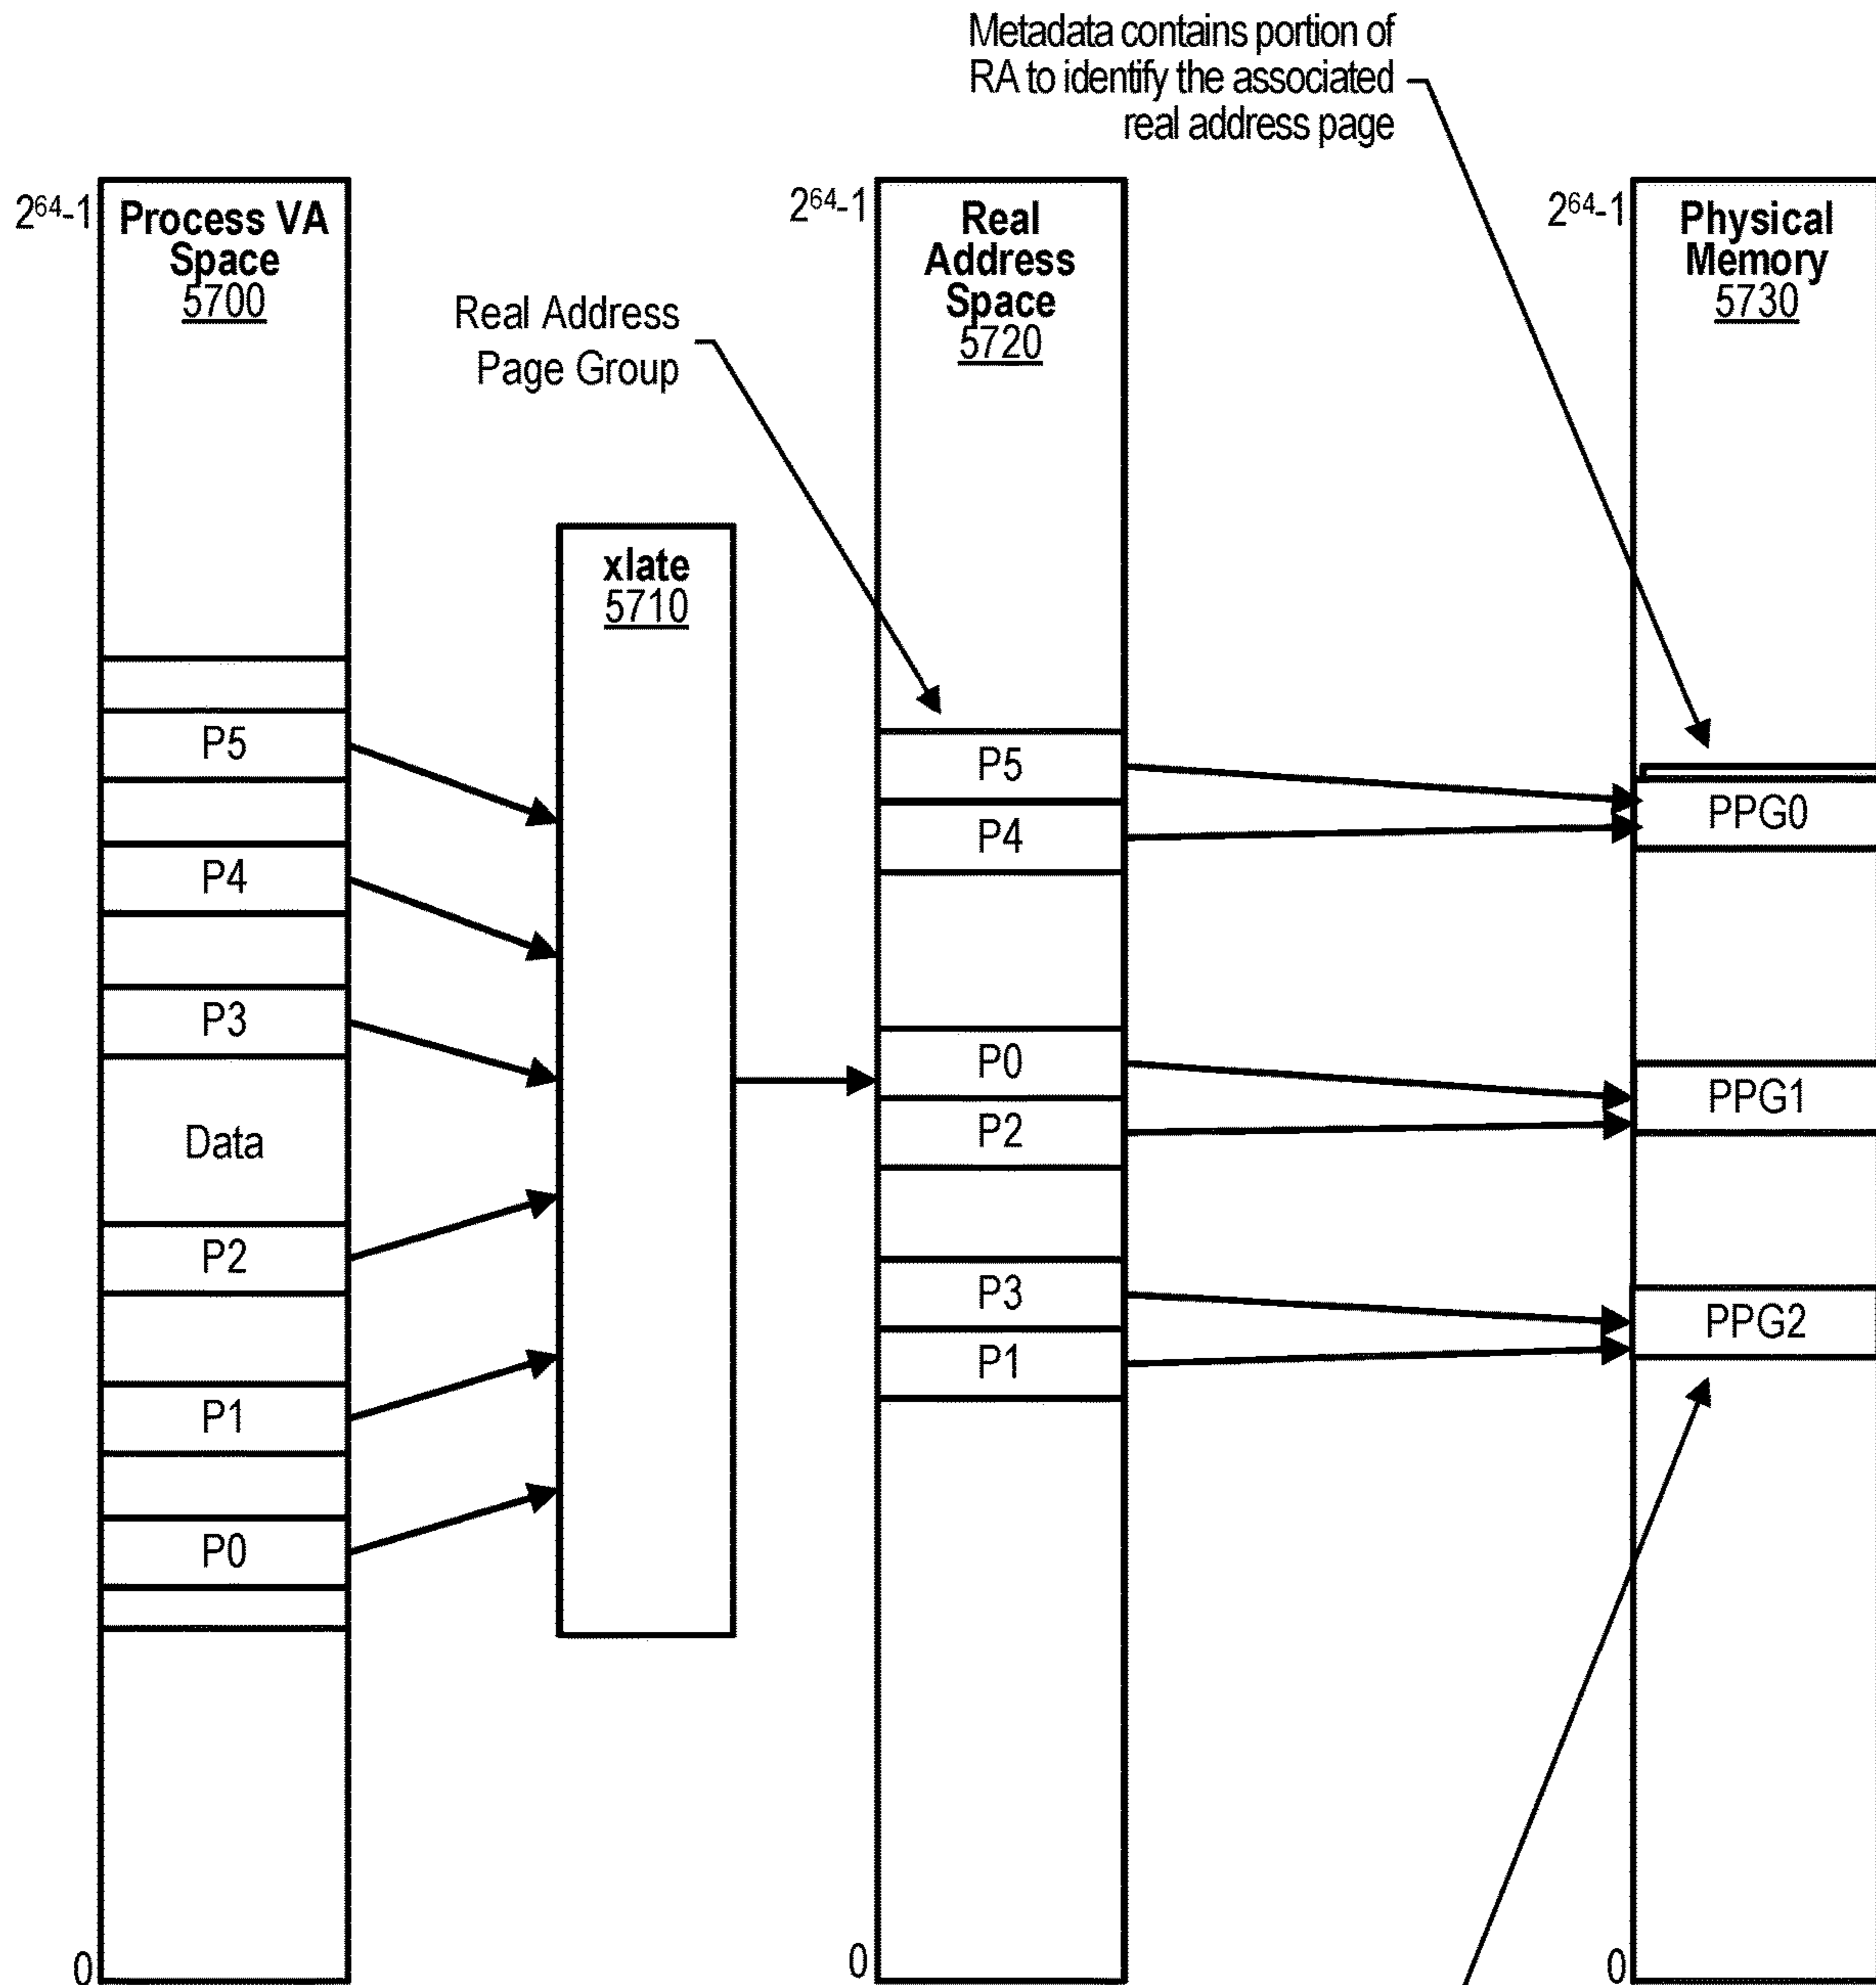 Metadata contains portion of
RA to identify the associated
real address page
2⁶⁴-1
Process VA
Space
5700
P5
P4
P3
Data
P2
P1
P0
0
xlate
5710
Real Address
Page Group
2⁶⁴-1
Real
Address
Space
5720
P5
P4
P0
P2
P3
P1
0
2⁶⁴-1
Physical
Memory
5730
PPG0
PPG1
PPG2
0